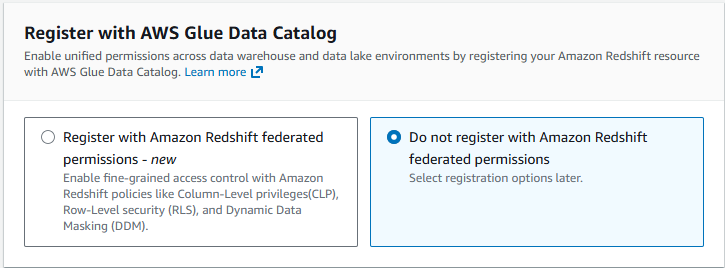 Register with AWS Glue Data Catalog
Enable unified permissions across data warehouse and data lake environments by registering your Amazon Redshift resource
with AWS Glue Data Catalog. Learn more
Register with Amazon Redshift federated
permissions - new
Enable fine-grained access control with Amazon
Redshift policies like Column-Level privileges(CLP),
Row-Level security (RLS), and Dynamic Data
Masking (DDM).
Do not register with Amazon Redshift
federated permissions
Select registration options later.